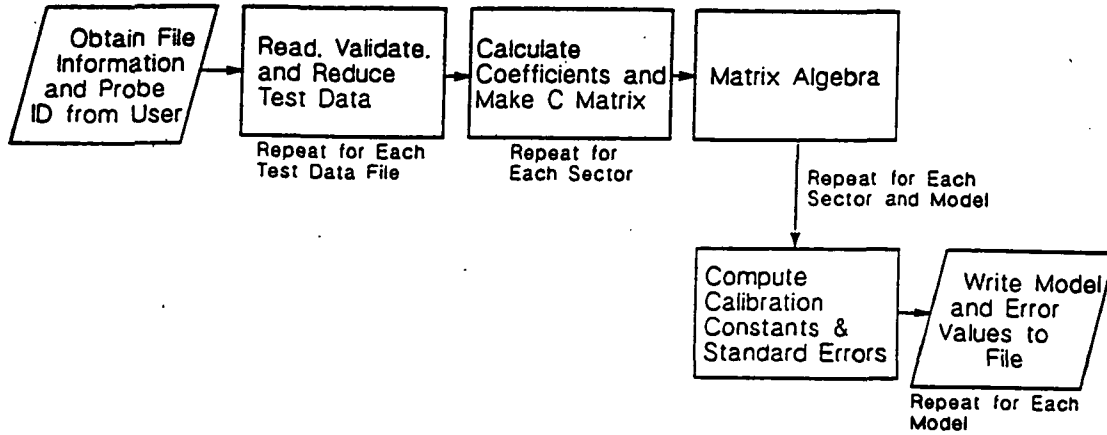 Obtain File
Information
and Probe
ID from User
Read. Validate.
and Reduce
Test Data
Repeat for Each
Test Data File
Calculate
Coefficients and
Make C Matrix
Repeat for
Each Sector
Matrix Algebra
Repeat for Each
Sector and Model
Compute
Calibration
Constants &
Standard Errors
Write Model
and Error
Values to
File
Repeat for Each
Model